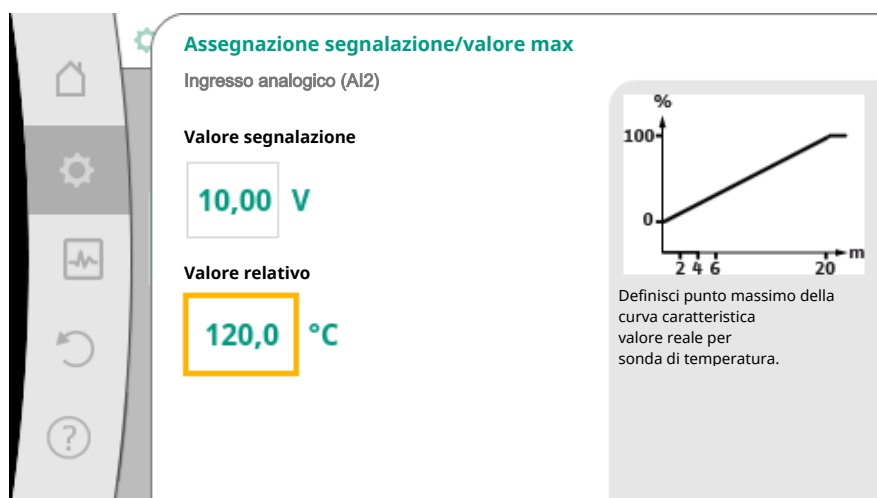 Assegnazione segnalazione/valore max
Ingresso analogico (AI2)
Valore segnalazione
10,00 V
Valore relativo
120,0 °C
%
100
0
2 4 6 20 m
Definisci punto massimo della
curva caratteristica
valore reale per
sonda di temperatura.
?